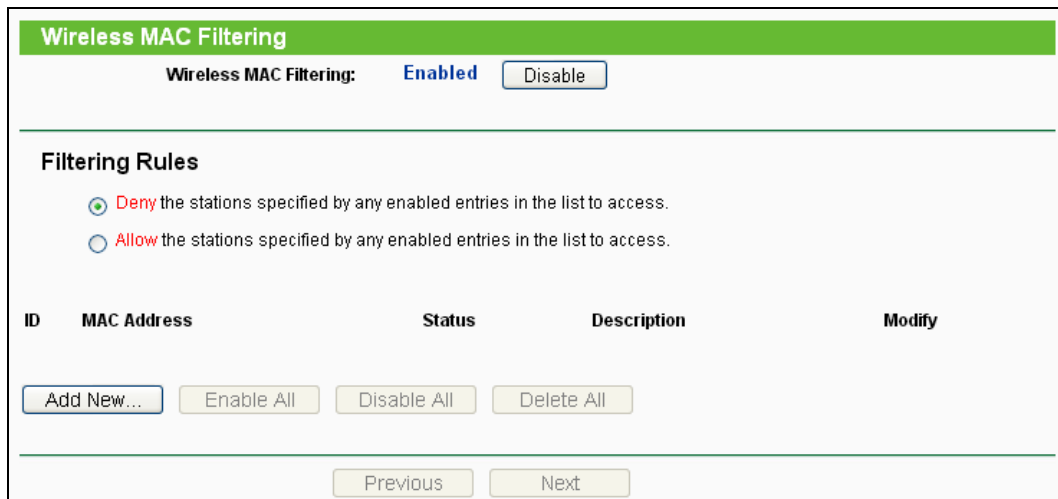 Wireless MAC Filtering
Wireless MAC Filtering: Enabled Disable
Filtering Rules
Deny the stations specified by any enabled entries in the list to access.
Allow the stations specified by any enabled entries in the list to access.
ID MAC Address Status Description Modify
Add New... Enable All Disable All Delete All
Previous Next